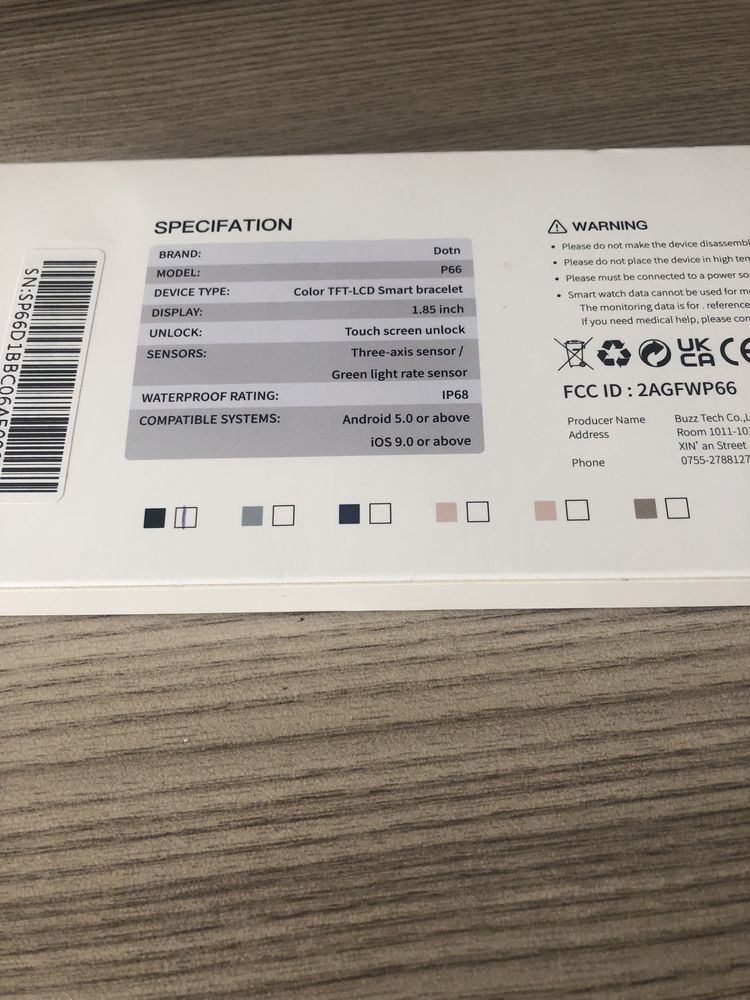 SPECIFATION
BRAND: Dotn
MODEL: P66
DEVICE TYPE: Color TFT-LCD Smart bracelet
DISPLAY: 1.85 inch
UNLOCK: Touch screen unlock
SENSORS: Three-axis sensor /
Green light rate sensor
WATERPROOF RATING: IP68
COMPATIBLE SYSTEMS: Android 5.0 or above
iOS 9.0 or above
WARNING
• Please do not make the device disassembl
• Please do not place the device in high tem
• Please must be connected to a power so
• Smart watch data cannot be used for me
The monitoring data is for . reference
If you need medical help, please con
UK
CA CE
FCC ID : 2AGFWP66
Producer Name Buzz Tech Co.,L
Address Room 1011-10
XIN' an Street
Phone 0755-2788127
SN:SP66D1BBC06A